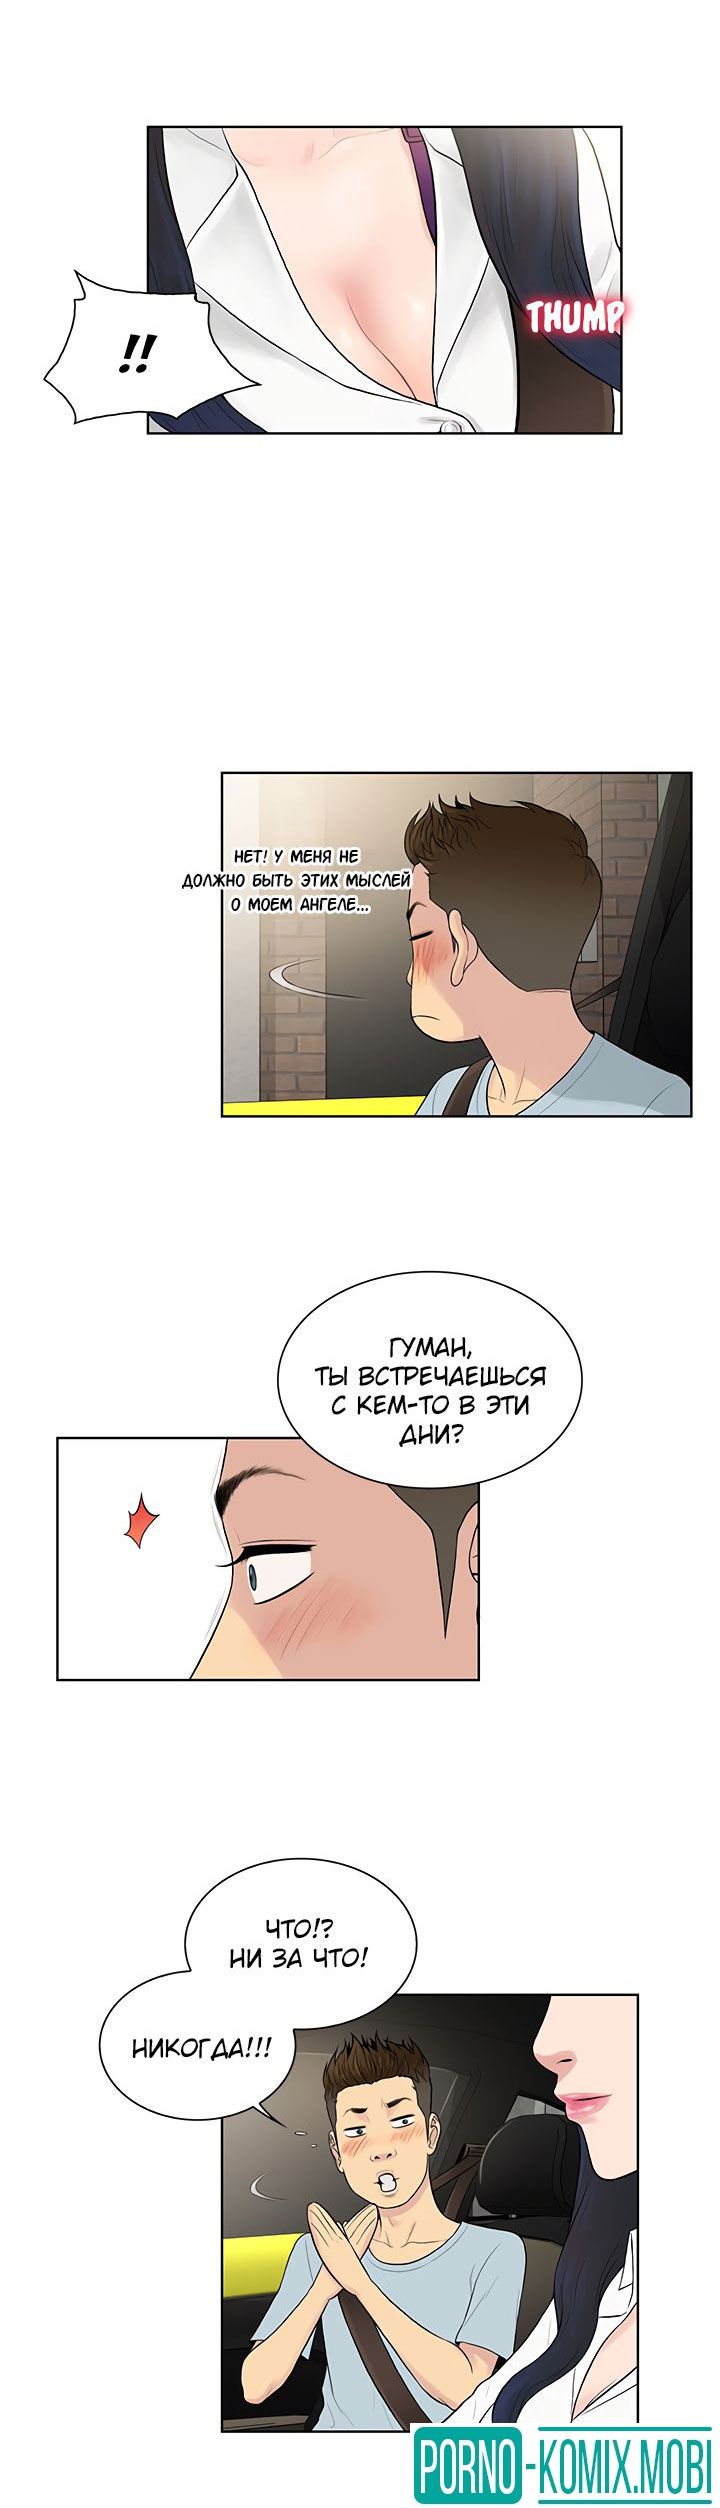 !!
THUMP
НЕТ! У МЕНЯ НЕ
ДОЛЖНО БЫТЬ ЭТИХ МЫСЛЕЙ
О МОЕМ АНГЕЛЕ...
ГУМАН,
ТЫ ВСТРЕЧАЕШЬСЯ
С КЕМ-ТО В ЭТИ
ДНИ?
ЧТО!?
НИ ЗА ЧТО!
НИКОГДА!!!
PORNO-KOMIX.MOBI